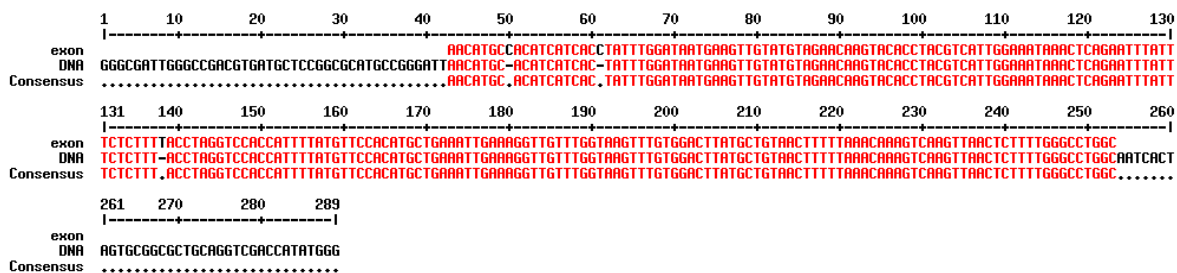 1 10 20 30 40 50 60 70 80 90 100 110 120 130
|--------+---------+---------+---------+---------+---------+---------+---------+---------+---------+---------+---------+---------|
exon AACATGCCACATCATCACCTATTTGGATAATGAAGTTGTATGTAGAACAAGTACACCTACGTCATTGGAAATAAACTCAGAATTTATT
DNA GGGCGATTGGGCCGACGTGATGCTCCGGCGCATGCCGGGATTAACATGC-ACATCATCAC-TATTTGGATAATGAAGTTGTATGTAGAACAAGTACACCTACGTCATTGGAAATAAACTCAGAATTTATT
Consensus ..........................................AACATGC.ACATCATCAC.TATTTGGATAATGAAGTTGTATGTAGAACAAGTACACCTACGTCATTGGAAATAAACTCAGAATTTATT
131 140 150 160 170 180 190 200 210 220 230 240 250 260
|--------+---------+---------+---------+---------+---------+---------+---------+---------+---------+---------+---------+---------|
exon TCTCTTTTACCTAGGTCCACCATTTTATGTTCCACATGCTGAAATTGAAAGGTTGTTTGGTAAGTTTGTGGACTTATGCTGTAACTTTTTAAACAAAGTCAAGTTAACTCTTTTGGGCCTGGC
DNA TCTCTTT-ACCTAGGTCCACCATTTTATGTTCCACATGCTGAAATTGAAAGGTTGTTTGGTAAGTTTGTGGACTTATGCTGTAACTTTTTAAACAAAGTCAAGTTAACTCTTTTGGGCCTGGCAATCACT
Consensus TCTCTTT.ACCTAGGTCCACCATTTTATGTTCCACATGCTGAAATTGAAAGGTTGTTTGGTAAGTTTGTGGACTTATGCTGTAACTTTTTAAACAAAGTCAAGTTAACTCTTTTGGGCCTGGC.......
261 270 280 289
|--------+---------+--------|
exon
DNA AGTGCGGCGCTGCAGGTCGACCATATGGG
Consensus .............................